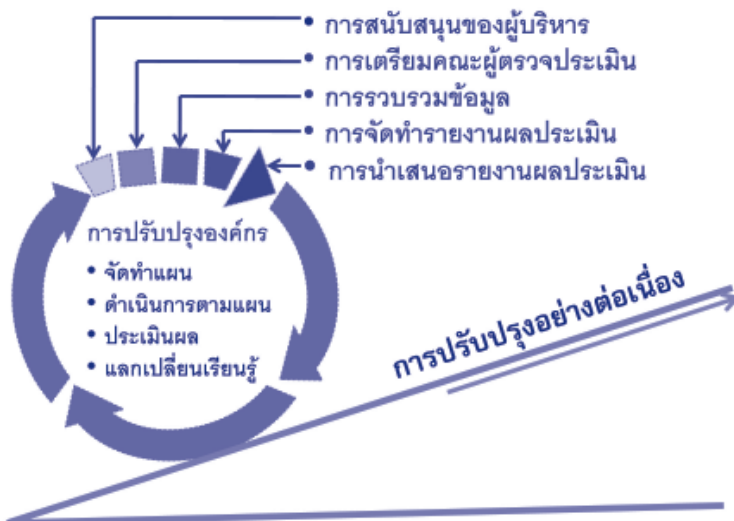 • การสนับสนุนของผู้บริหาร
• การเตรียมคณะผู้ตรวจประเมิน
• การรวบรวมข้อมูล
• การจัดทำรายงานผลประเมิน
• การนำเสนอรายงานผลประเมิน
การปรับปรุงองค์กร
• จัดทำแผน
• ดำเนินการตามแผน
• ประเมินผล
• แลกเปลี่ยนเรียนรู้
การปรับปรุงอย่างต่อเนื่อง